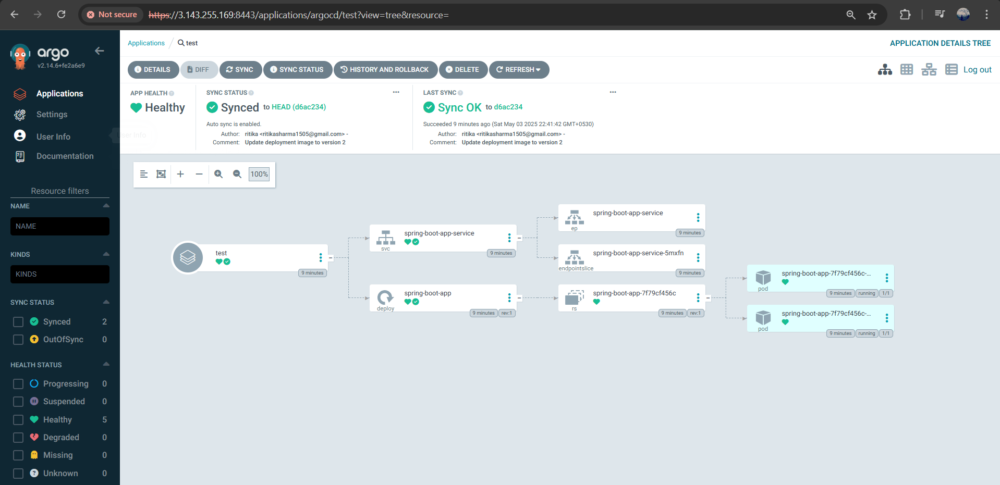 Not secure https://3.143.255.169:8443/applications/argocd/test?view=tree&resource=
argo
v2.14.6+fe2a6e9
Applications
Settings
User Info
Documentation
Resource filters
NAME
NAME
KINDS
KINDS
SYNC STATUS
Synced 2
OutOfSync 0
HEALTH STATUS
Progressing 0
Suspended 0
Healthy 5
Degraded 0
Missing 0
Unknown 0
Applications / test
APPLICATION DETAILS TREE
DETAILS DIFF SYNC SYNC STATUS HISTORY AND ROLLBACK DELETE REFRESH
Log out
APP HEALTH
Healthy
SYNC STATUS
Synced to HEAD (d6ac234)
Auto sync is enabled.
Author: ritika <ritikasharma1505@gmail.com> -
Comment: Update deployment image to version 2
LAST SYNC
Sync OK to d6ac234
Succeeded 9 minutes ago (Sat May 03 2025 22:41:42 GMT+0530)
Author: ritika <ritikasharma1505@gmail.com> -
Comment: Update deployment image to version 2
100%
test
9 minutes
spring-boot-app-service
svc
9 minutes
spring-boot-app
deploy
9 minutes rev:1
spring-boot-app-service
ep
9 minutes
spring-boot-app-service-5mxfn
endpointslice
9 minutes
spring-boot-app-7f79cf456c
rs
9 minutes rev:1
spring-boot-app-7f79cf456c-...
pod
9 minutes running 1/1
spring-boot-app-7f79cf456c-...
pod
9 minutes running 1/1